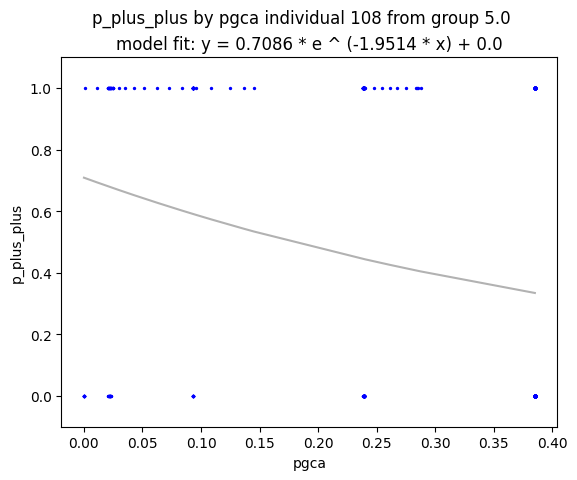 p_plus_plus by pgca individual 108 from group 5.0
model fit: y = 0.7086 * e ^ (-1.9514 * x) + 0.0
1.0
0.8
0.6
0.4
0.2
0.0
p_plus_plus
0.00 0.05 0.10 0.15 0.20 0.25 0.30 0.35 0.40
pgca